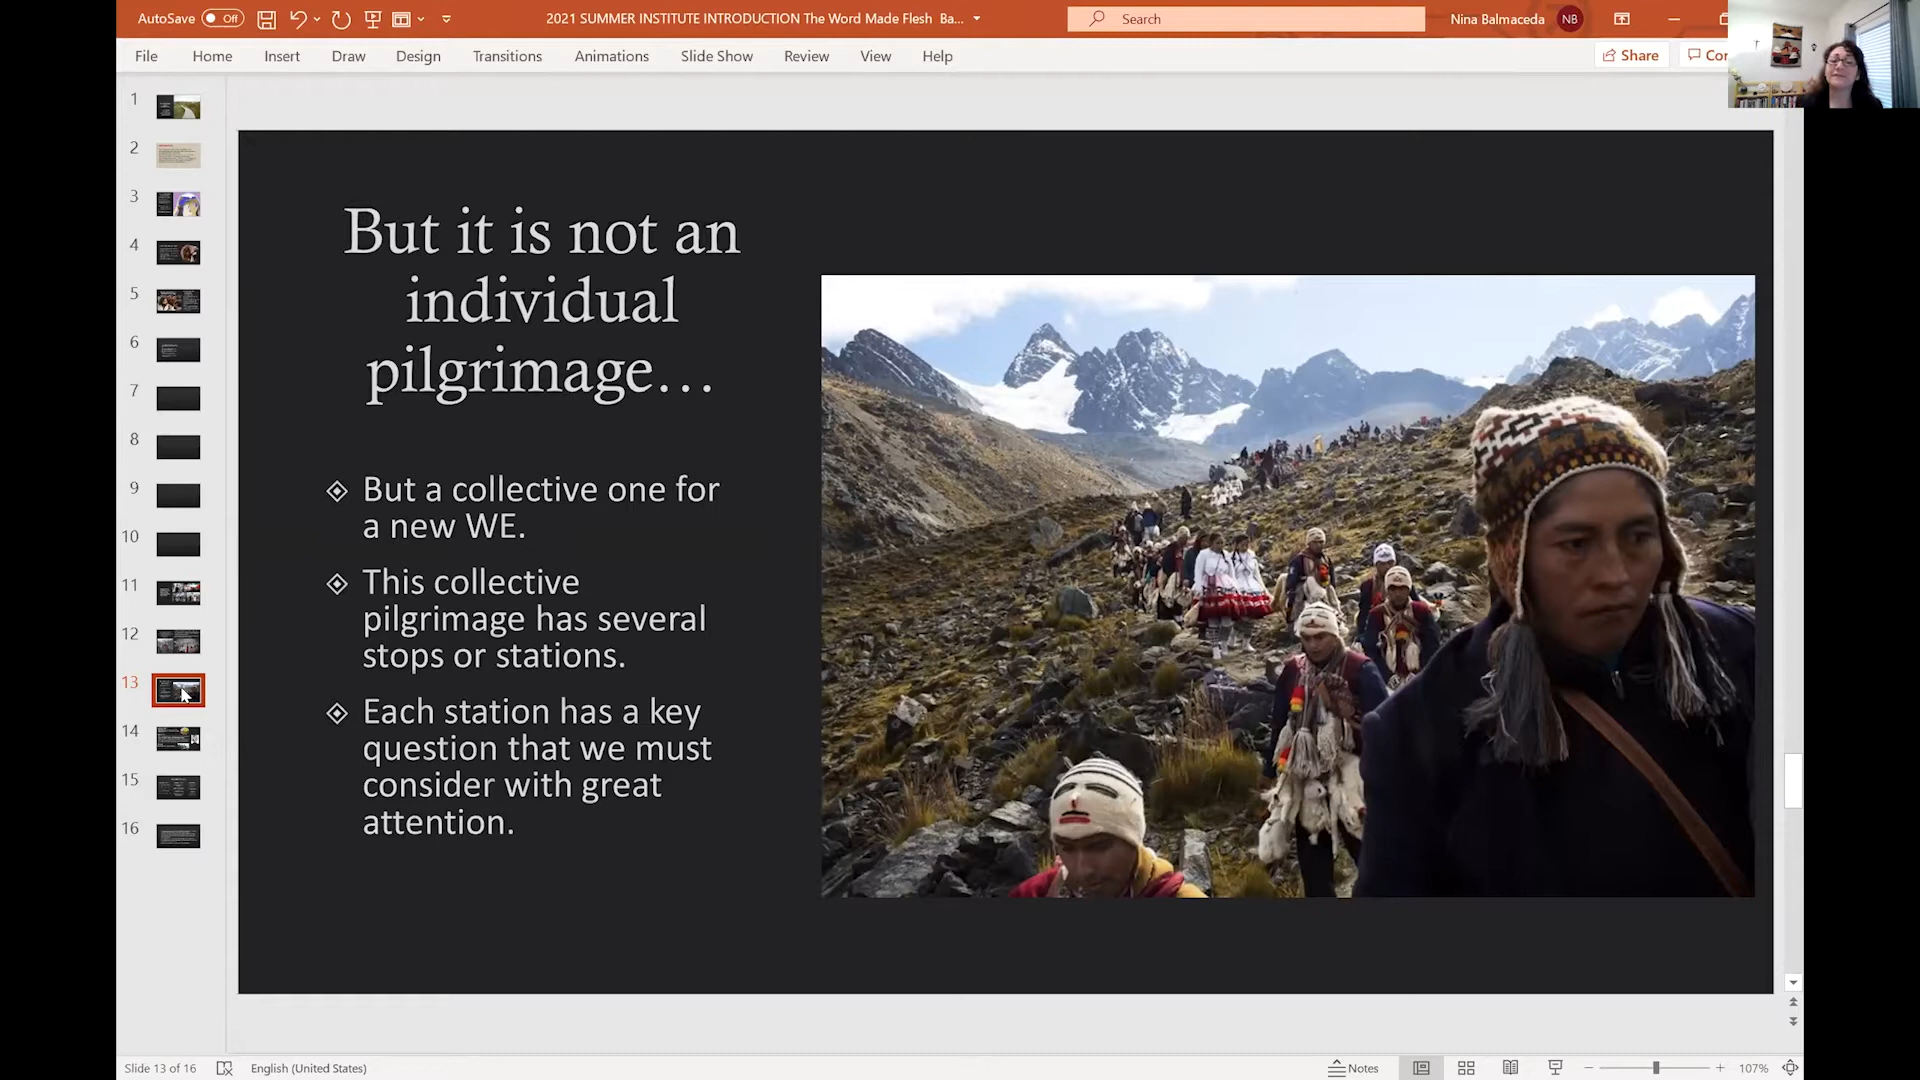 AutoSave Off
2021 SUMMER INSTITUTE INTRODUCTION The Word Made Flesh Ba...
Search
Nina Balmaceda NB
File Home Insert Draw Design Transitions Animations Slide Show Review View Help
Share
1
2
3
4
5
6
7
8
9
10
11
12
13
14
15
16
But it is not an
individual
pilgrimage…
But a collective one for
a new WE.
This collective
pilgrimage has several
stops or stations.
Each station has a key
question that we must
consider with great
attention.
Slide 13 of 16
English (United States)
Notes
107%